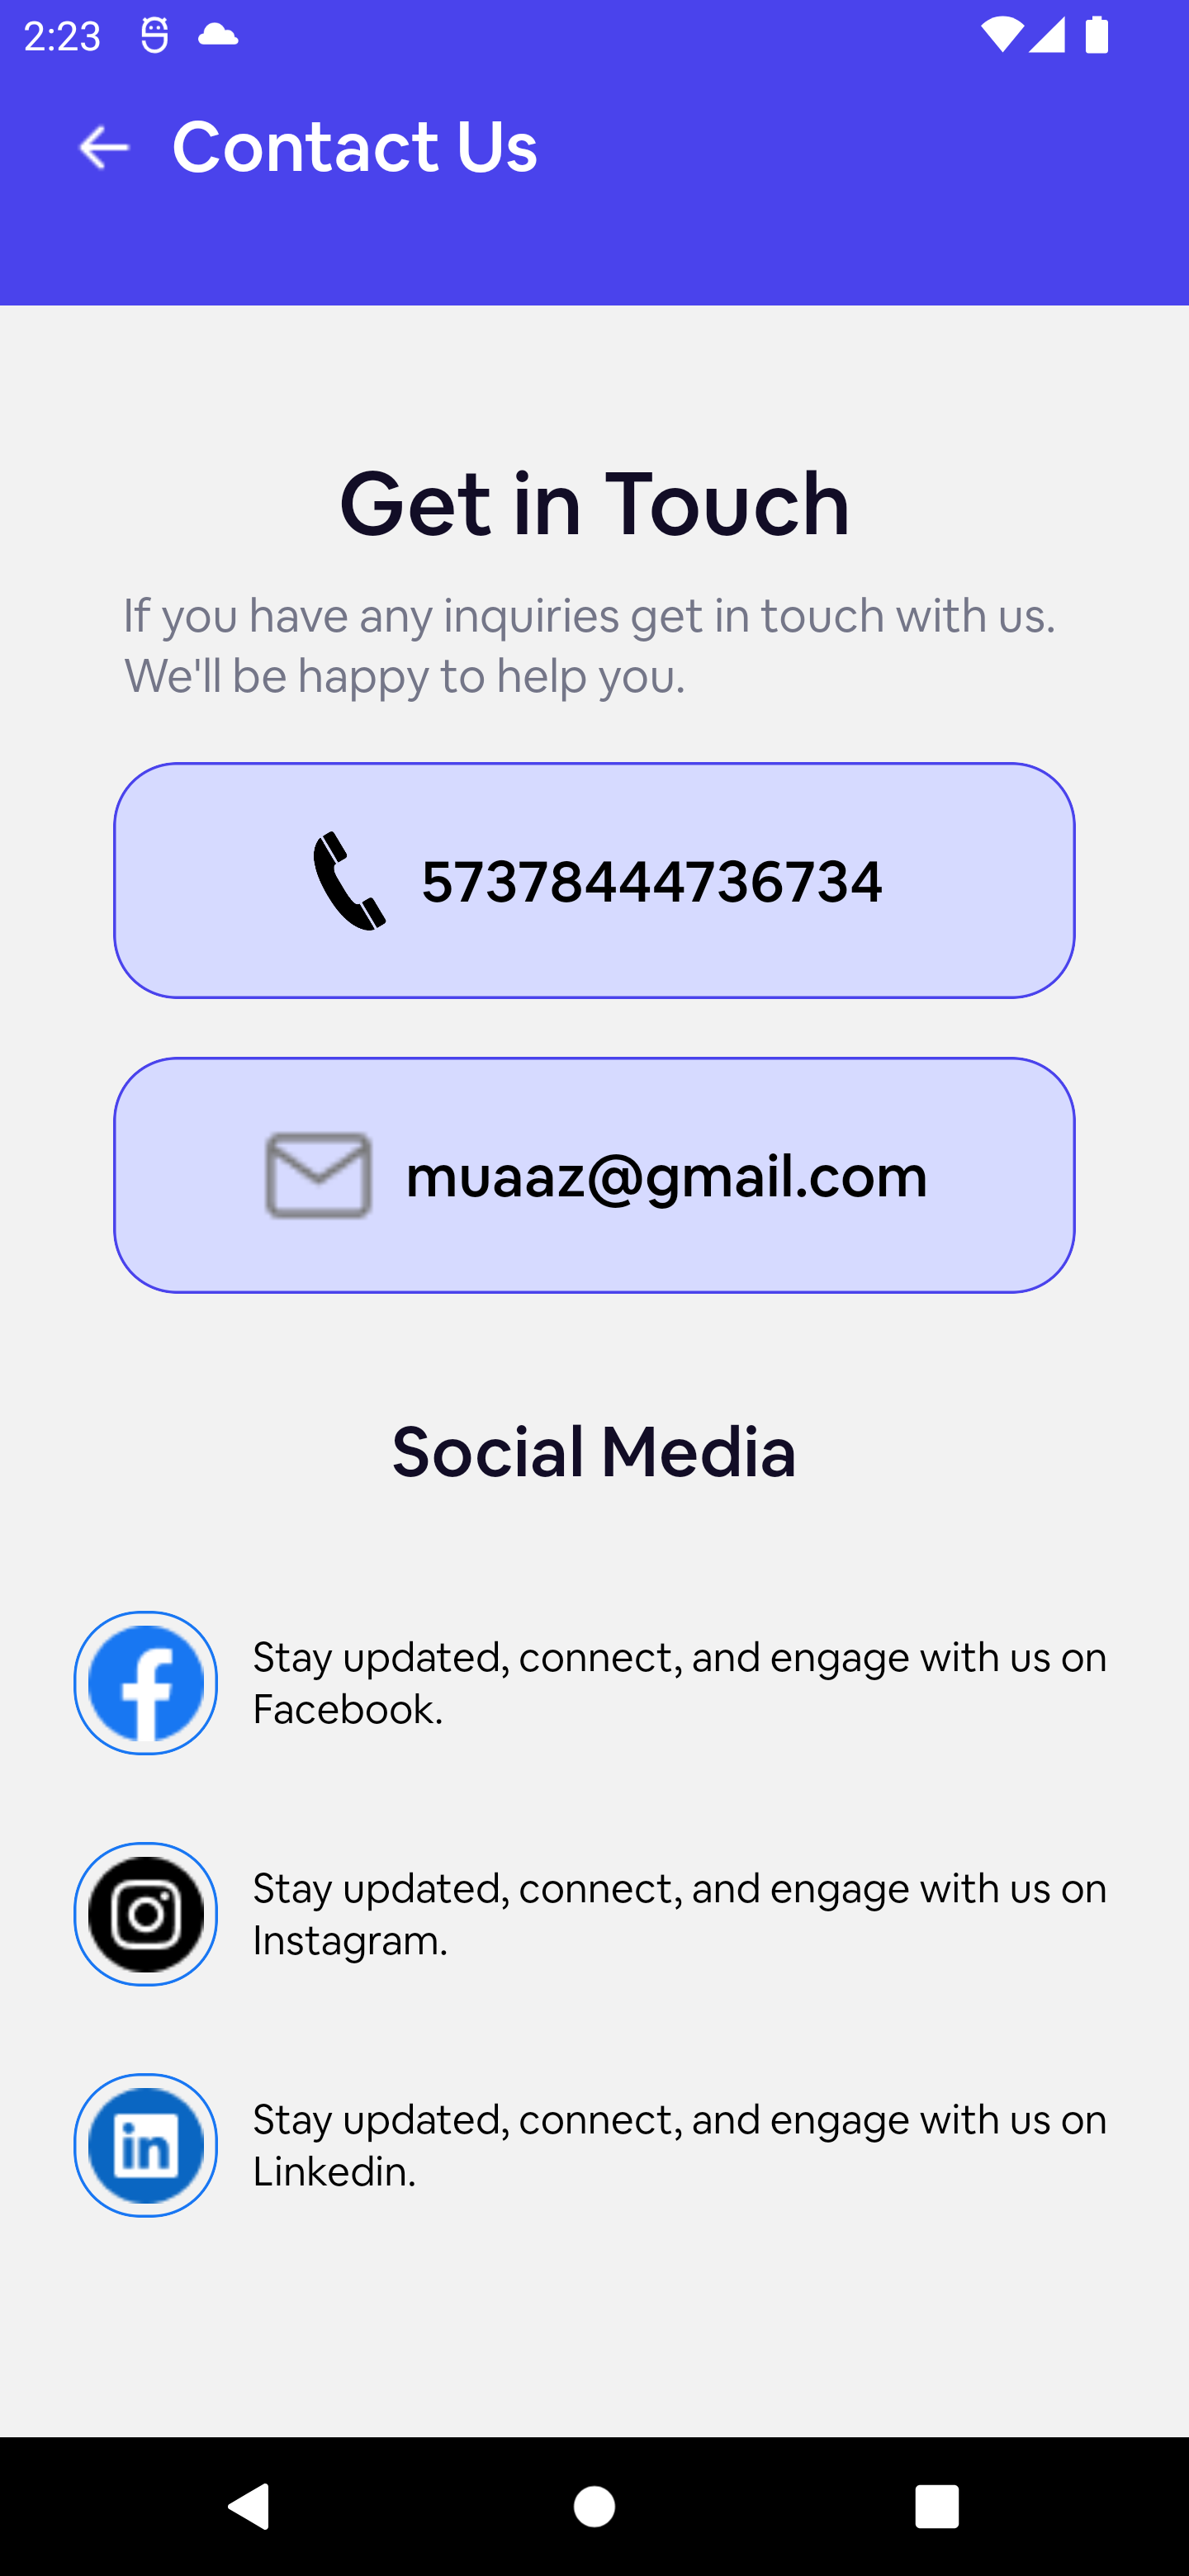 2:23
Contact Us
Get in Touch
If you have any inquiries get in touch with us.
We'll be happy to help you.
57378444736734
muaaz@gmail.com
Social Media
Stay updated, connect, and engage with us on
Facebook.
Stay updated, connect, and engage with us on
Instagram.
in
Stay updated, connect, and engage with us on
Linkedin.